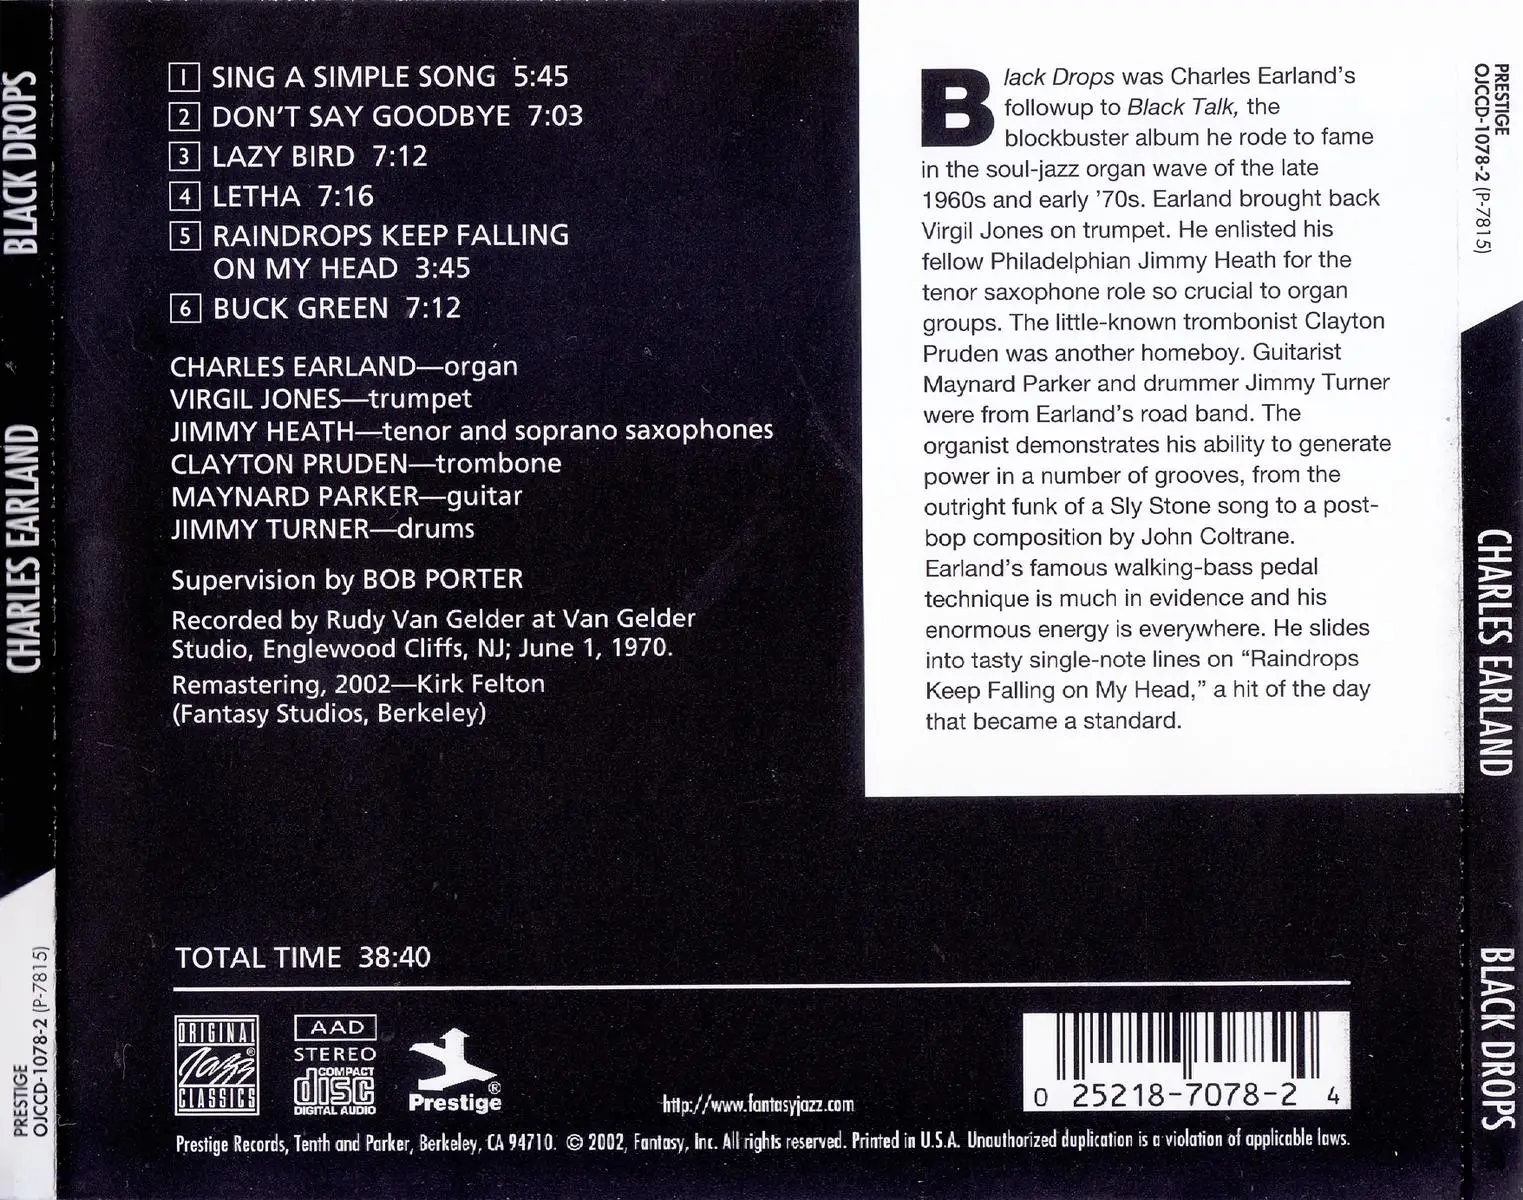 BLACK DROPS
CHARLES EARLAND
PRESTIGE
OJCCD-1078-2 (P-7815)
1 SING A SIMPLE SONG 5:45
2 DON'T SAY GOODBYE 7:03
3 LAZY BIRD 7:12
4 LETHA 7:16
5 RAINDROPS KEEP FALLING
ON MY HEAD 3:45
6 BUCK GREEN 7:12
CHARLES EARLAND—organ
VIRGIL JONES—trumpet
JIMMY HEATH—tenor and soprano saxophones
CLAYTON PRUDEN—trombone
MAYNARD PARKER—guitar
JIMMY TURNER—drums
Supervision by BOB PORTER
Recorded by Rudy Van Gelder at Van Gelder
Studio, Englewood Cliffs, NJ; June 1, 1970.
Remastering, 2002—Kirk Felton
(Fantasy Studios, Berkeley)
Black Drops was Charles Earland's
followup to Black Talk, the
blockbuster album he rode to fame
in the soul-jazz organ wave of the late
1960s and early '70s. Earland brought back
Virgil Jones on trumpet. He enlisted his
fellow Philadelphian Jimmy Heath for the
tenor saxophone role so crucial to organ
groups. The little-known trombonist Clayton
Pruden was another homeboy. Guitarist
Maynard Parker and drummer Jimmy Turner
were from Earland's road band. The
organist demonstrates his ability to generate
power in a number of grooves, from the
outright funk of a Sly Stone song to a post-
bop composition by John Coltrane.
Earland's famous walking-bass pedal
technique is much in evidence and his
enormous energy is everywhere. He slides
into tasty single-note lines on “Raindrops
Keep Falling on My Head,” a hit of the day
that became a standard.
TOTAL TIME 38:40
ORIGINAL
Jazz®
CLASSICS
AAD
STEREO
COMPACT
disc
DIGITAL AUDIO
Prestige®
http://www.fantasyjazz.com
0 25218-7078-2 4
Prestige Records, Tenth and Parker, Berkeley, CA 94710. © 2002, Fantasy, Inc. All rights reserved. Printed in U.S.A. Unauthorized duplication is a violation of applicable laws.
PRESTIGE
OJCCD-1078-2 (P-7815)
CHARLES EARLAND
BLACK DROPS